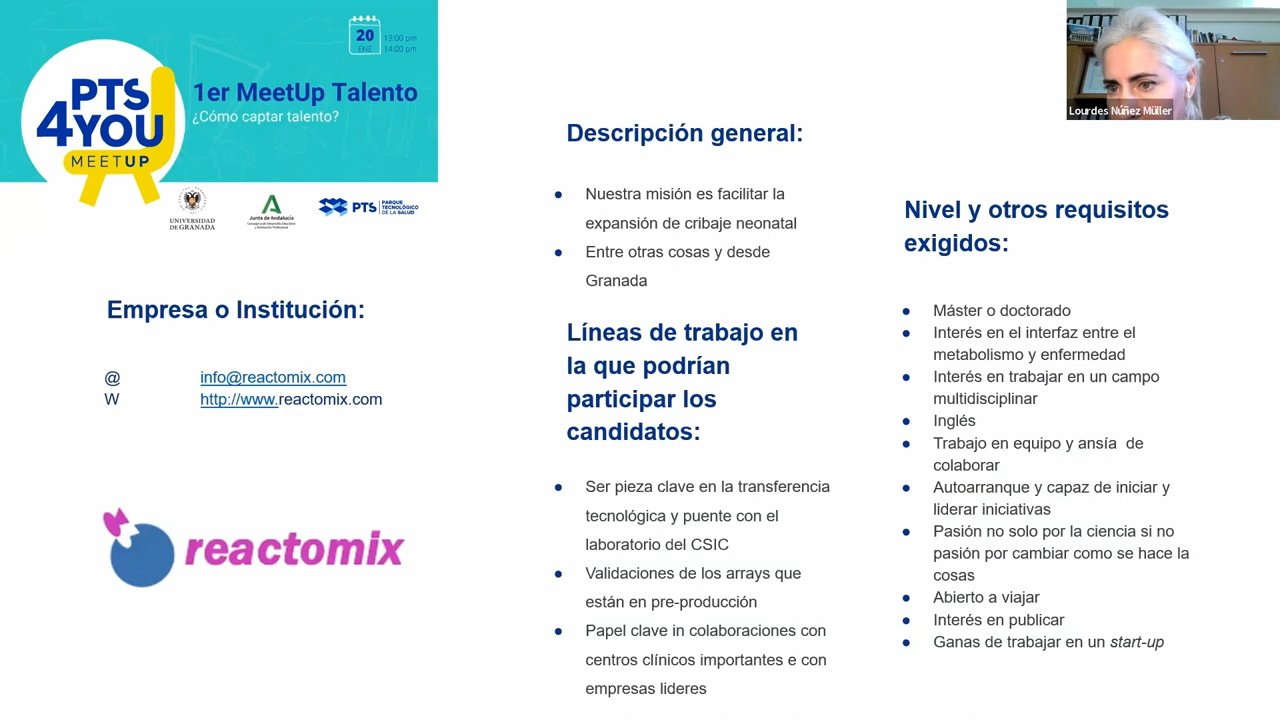 20
ENE
13:00 pm
14:00 pm
PTS
4YOU
MEETUP
1er MeetUp Talento
¿Cómo captar talento?
UNIVERSIDAD
DE GRANADA
Junta de Andalucía
PTS
PARQUE
TECNOLÓGICO
DE LA SALUD
Empresa o Institución:
@ info@reactomix.com
W http://www.reactomix.com
reactomix
Descripción general:
● Nuestra misión es facilitar la
expansión de cribaje neonatal
● Entre otras cosas y desde
Granada
Líneas de trabajo en
la que podrían
participar los
candidatos:
● Ser pieza clave en la transferencia
tecnológica y puente con el
laboratorio del CSIC
● Validaciones de los arrays que
están en pre-producción
● Papel clave in colaboraciones con
centros clínicos importantes e con
empresas lideres
Lourdes Núñez Müller
Nivel y otros requisitos
exigidos:
● Máster o doctorado
● Interés en el interfaz entre el
metabolismo y enfermedad
● Interés en trabajar en un campo
multidisciplinar
● Inglés
● Trabajo en equipo y ansía  de
colaborar
● Autoarranque y capaz de iniciar y
liderar iniciativas
● Pasión no solo por la ciencia si no
pasión por cambiar como se hace la
cosas
● Abierto a viajar
● Interés en publicar
● Ganas de trabajar en un start-up